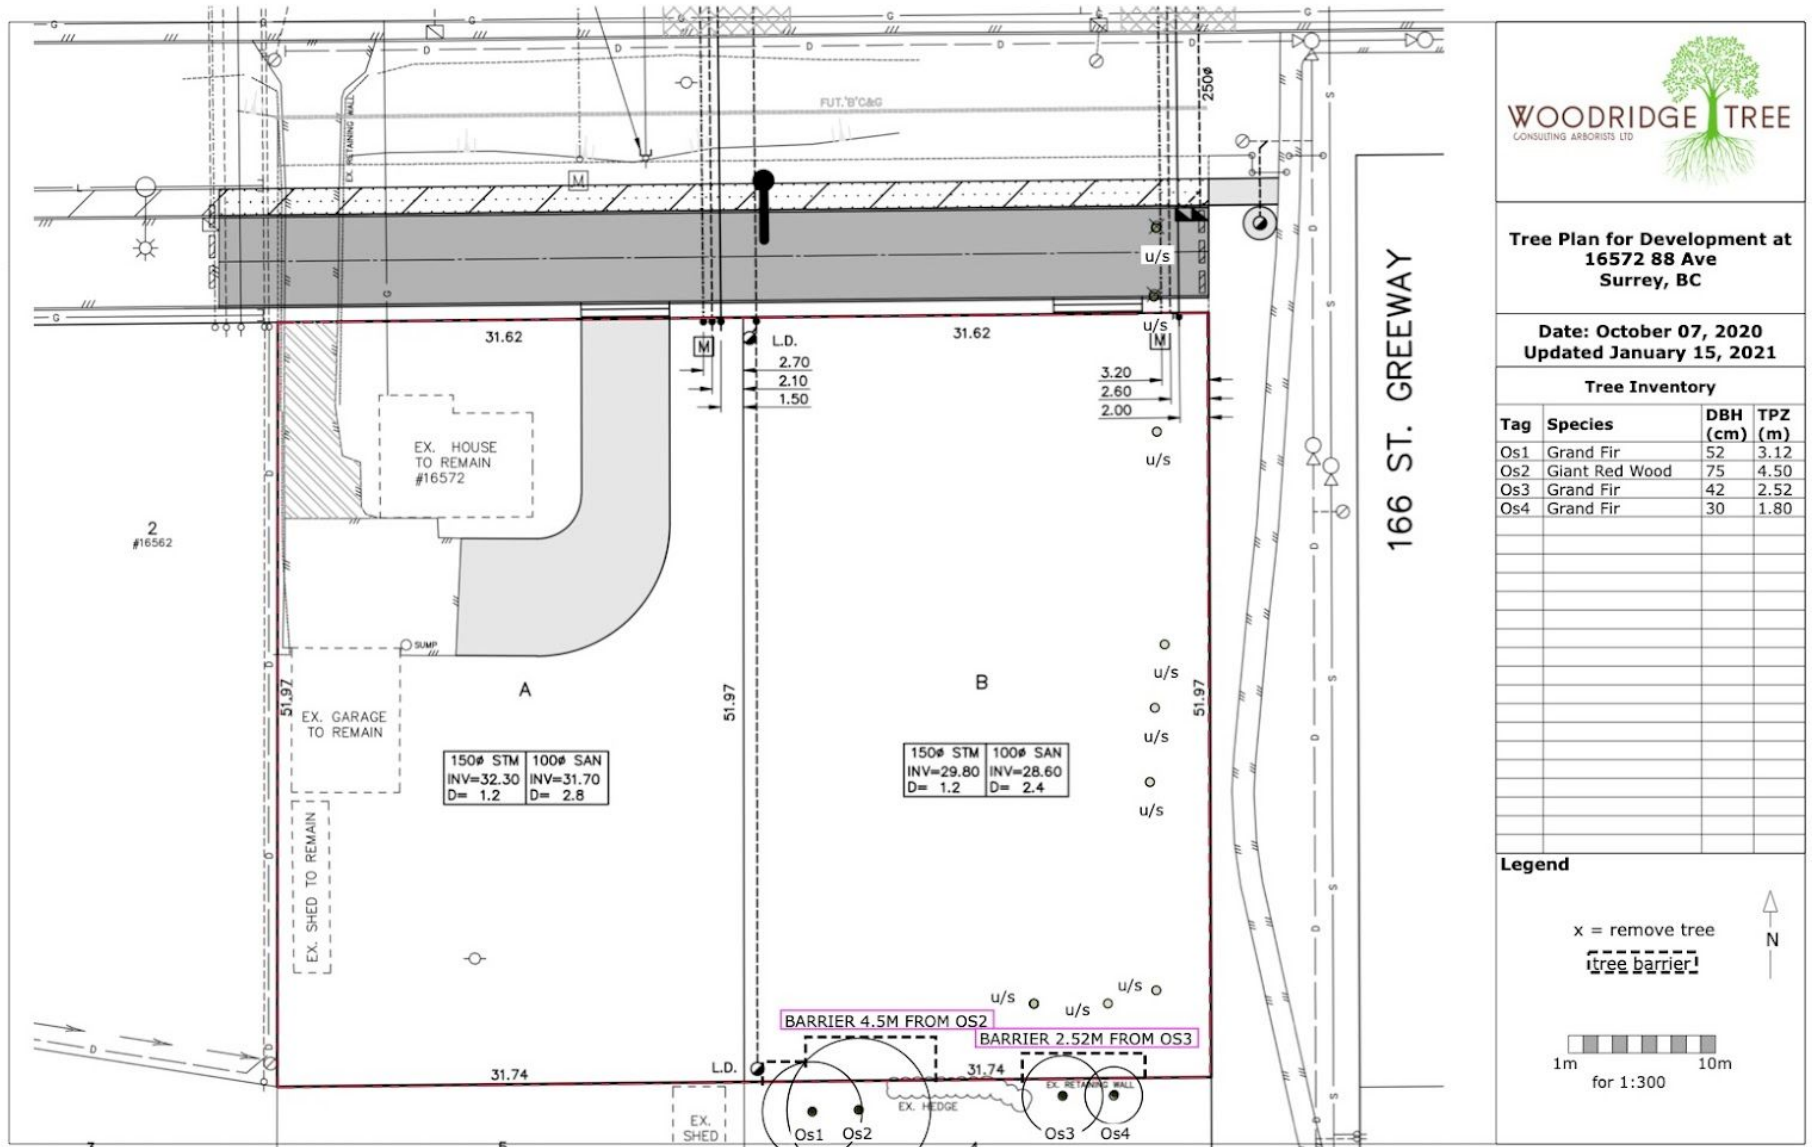 G
G
G
G
G
G
D
D
D
D
D
D
250ø
FUT.'B'C&G
EX. RETAINING WALL
S
M
L
u/s
G
G
D
S
31.62
31.62
u/s
M
L.D.
M
2.70
2.10
1.50
3.20
2.60
2.00
EX. HOUSE
TO REMAIN
#16572
u/s
166 ST. GREEWAY
2
#16562
D
D
SUMP
u/s
A
B
51.97
51.97
51.97
EX. GARAGE
TO REMAIN
u/s
S
D
150ø STM
100ø SAN
INV=32.30
INV=31.70
D= 1.2
D= 2.8
150ø STM
100ø SAN
INV=29.80
INV=28.60
D= 1.2
D= 2.4
u/s
EX. SHED TO REMAIN
D
S
D
u/s
u/s
u/s
BARRIER 4.5M FROM OS2
BARRIER 2.52M FROM OS3
D
D
L.D.
31.74
31.74
EX. RETAINING WALL
EX. HEDGE
EX.
SHED
Os1
Os2
Os3
Os4
S
WOODRIDGE TREE
CONSULTING ARBORISTS LTD
Tree Plan for Development at
16572 88 Ave
Surrey, BC
Date: October 07, 2020
Updated January 15, 2021
Tree Inventory
Tag Species DBH (cm) TPZ (m)
Os1 Grand Fir 52 3.12
Os2 Giant Red Wood 75 4.50
Os3 Grand Fir 42 2.52
Os4 Grand Fir 30 1.80
Legend
x = remove tree
tree barrier
N
1m 10m
for 1:300